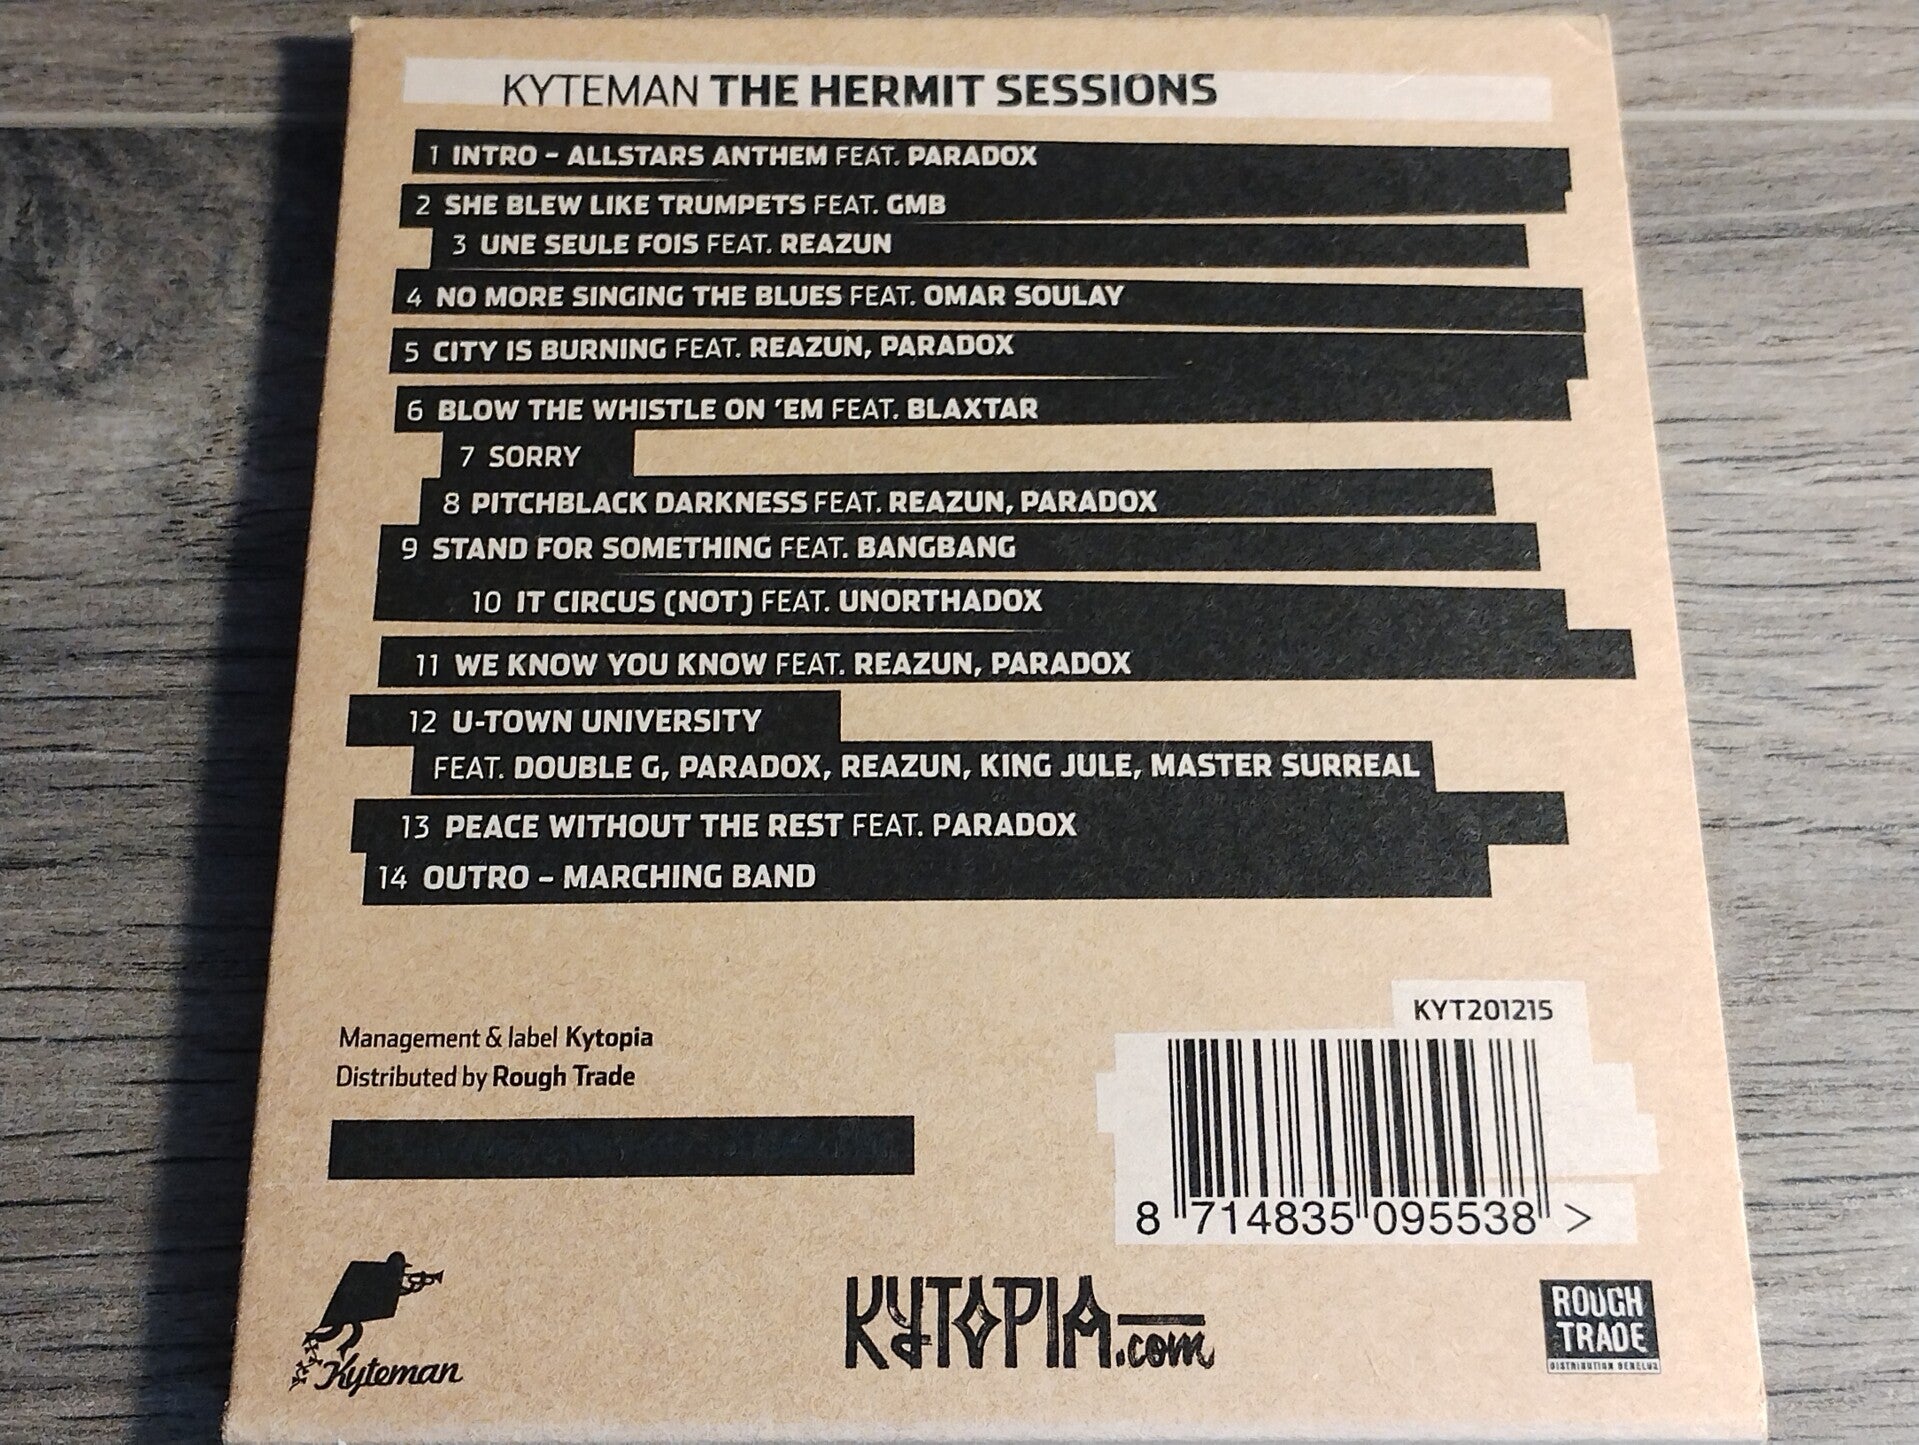 KYTEMAN THE HERMIT SESSIONS
1 INTRO – ALLSTARS ANTHEM FEAT. PARADOX
2 SHE BLEW LIKE TRUMPETS FEAT. GMB
3 UNE SEULE FOIS FEAT. REAZUN
4 NO MORE SINGING THE BLUES FEAT. OMAR SOULAY
5 CITY IS BURNING FEAT. REAZUN, PARADOX
6 BLOW THE WHISTLE ON ’EM FEAT. BLAXTAR
7 SORRY
8 PITCHBLACK DARKNESS FEAT. REAZUN, PARADOX
9 STAND FOR SOMETHING FEAT. BANGBANG
10 IT CIRCUS (NOT) FEAT. UNORTHADOX
11 WE KNOW YOU KNOW FEAT. REAZUN, PARADOX
12 U-TOWN UNIVERSITY
FEAT. DOUBLE G, PARADOX, REAZUN, KING JULE, MASTER SURREAL
13 PEACE WITHOUT THE REST FEAT. PARADOX
14 OUTRO – MARCHING BAND
Management & label Kytopia
Distributed by Rough Trade
KYT201215
8 714835 095538 >
Kyteman
KYTOPIA.com
ROUGH
TRADE
DISTRIBUTION BENELUX